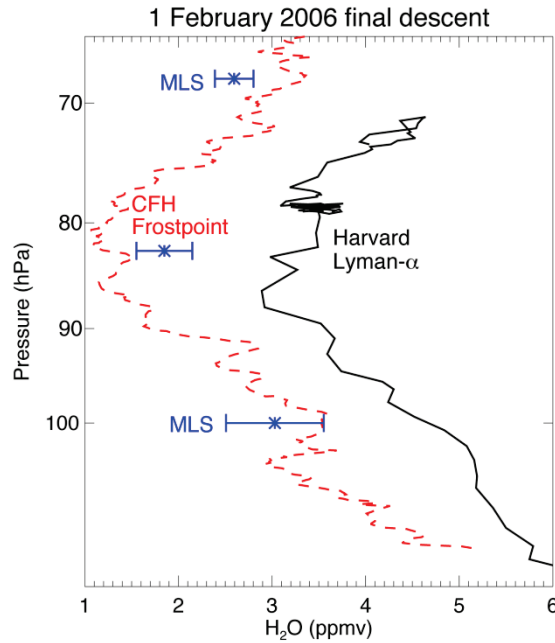 1 February 2006 final descent
MLS
70
CFH
Frostpoint
80
Harvard
Lyman-α
Pressure (hPa)
90
MLS
100
1 2 3 4 5 6
H₂O (ppmv)